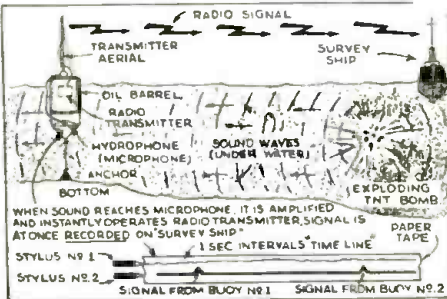 RADIO SIGNAL
TRANSMITTER
AERIAL
SURVEY
SHIP
OIL BARREL
RADIO
TRANSMITTER
HYDROPHONE
(MICROPHONE)
ANCHOR
BOTTOM
SOUND WAVES
(UNDER WATER)
EXPLODING
TNT BOMB
WHEN SOUND REACHES MICROPHONE, IT IS AMPLIFIED
AND INSTANTLY OPERATES RADIO TRANSMITTER, SIGNAL IS
AT ONCE RECORDED ON "SURVEY SHIP"
PAPER
TAPE
1 SEC INTERVALS "TIME LINE"
STYLUS Nº 1
STYLUS Nº 2
SIGNAL FROM BUOY Nº 1
SIGNAL FROM BUOY Nº 2